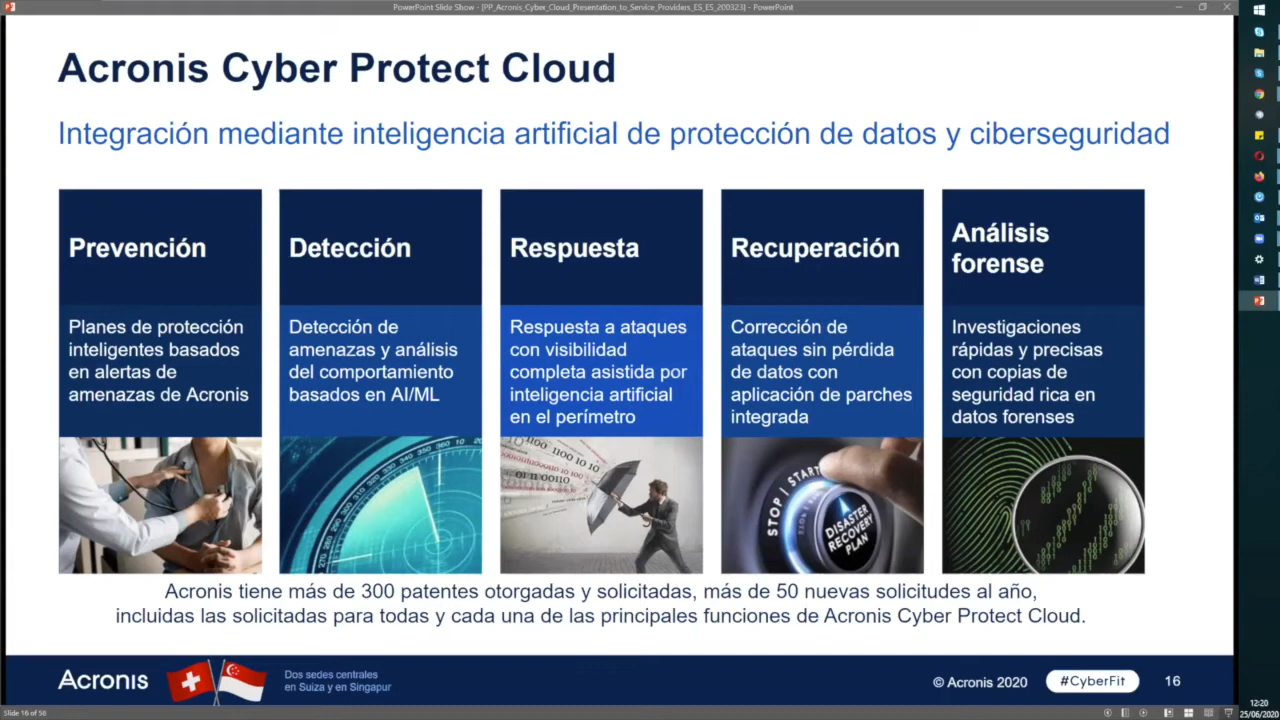 PowerPoint Slide Show - [PP_Acronis_Cyber_Cloud_Presentation_to_Service_Providers_ES_ES_200323] - PowerPoint
Acronis Cyber Protect Cloud
Integración mediante inteligencia artificial de protección de datos y ciberseguridad
Prevención
Planes de protección
inteligentes basados
en alertas de
amenazas de Acronis
Detección
Detección de
amenazas y análisis
del comportamiento
basados en AI/ML
Respuesta
Respuesta a ataques
con visibilidad
completa asistida por
inteligencia artificial
en el perímetro
Recuperación
Corrección de
ataques sin pérdida
de datos con
aplicación de parches
integrada
STOP | START
DISASTER
RECOVERY
PLAN
Análisis
forense
Investigaciones
rápidas y precisas
con copias de
seguridad rica en
datos forenses
Acronis tiene más de 300 patentes otorgadas y solicitadas, más de 50 nuevas solicitudes al año,
incluidas las solicitadas para todas y cada una de las principales funciones de Acronis Cyber Protect Cloud.
Acronis
Dos sedes centrales
en Suiza y en Singapur
© Acronis 2020
#CyberFit
16
Slide 16 of 56
12:20
25/06/2020